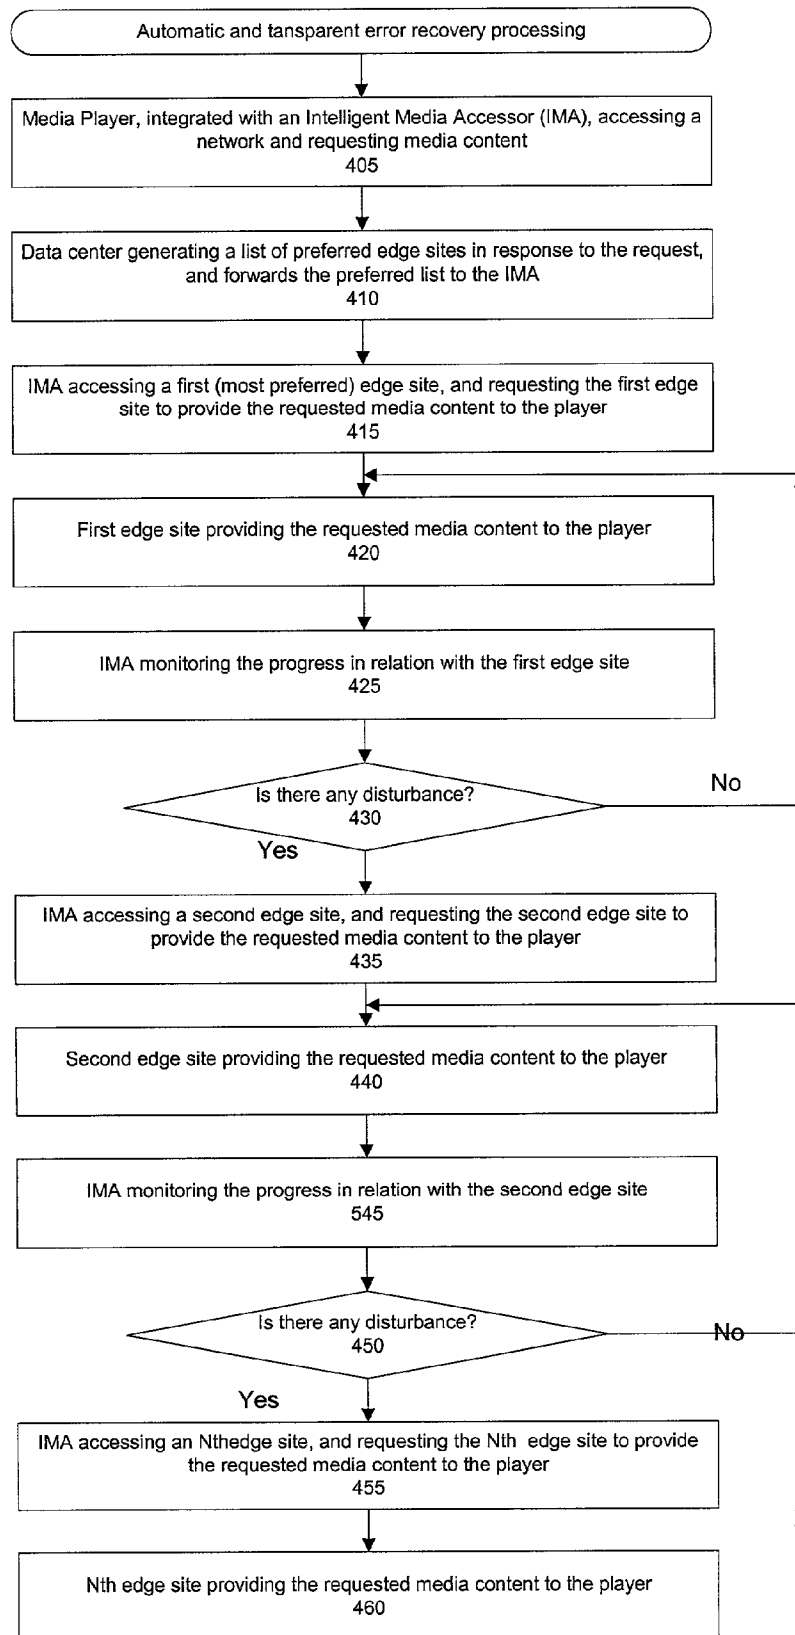 Automatic and tansparent error recovery processing
Media Player, integrated with an Intelligent Media Accessor (IMA), accessing a
network and requesting media content
405
Data center generating a list of preferred edge sites in response to the request,
and forwards the preferred list to the IMA
410
IMA accessing a first (most preferred) edge site, and requesting the first edge
site to provide the requested media content to the player
415
First edge site providing the requested media content to the player
420
IMA monitoring the progress in relation with the first edge site
425
Is there any disturbance?
430
No
Yes
IMA accessing a second edge site, and requesting the second edge site to
provide the requested media content to the player
435
Second edge site providing the requested media content to the player
440
IMA monitoring the progress in relation with the second edge site
545
Is there any disturbance?
450
No
Yes
IMA accessing an Nthedge site, and requesting the Nth edge site to provide
the requested media content to the player
455
Nth edge site providing the requested media content to the player
460